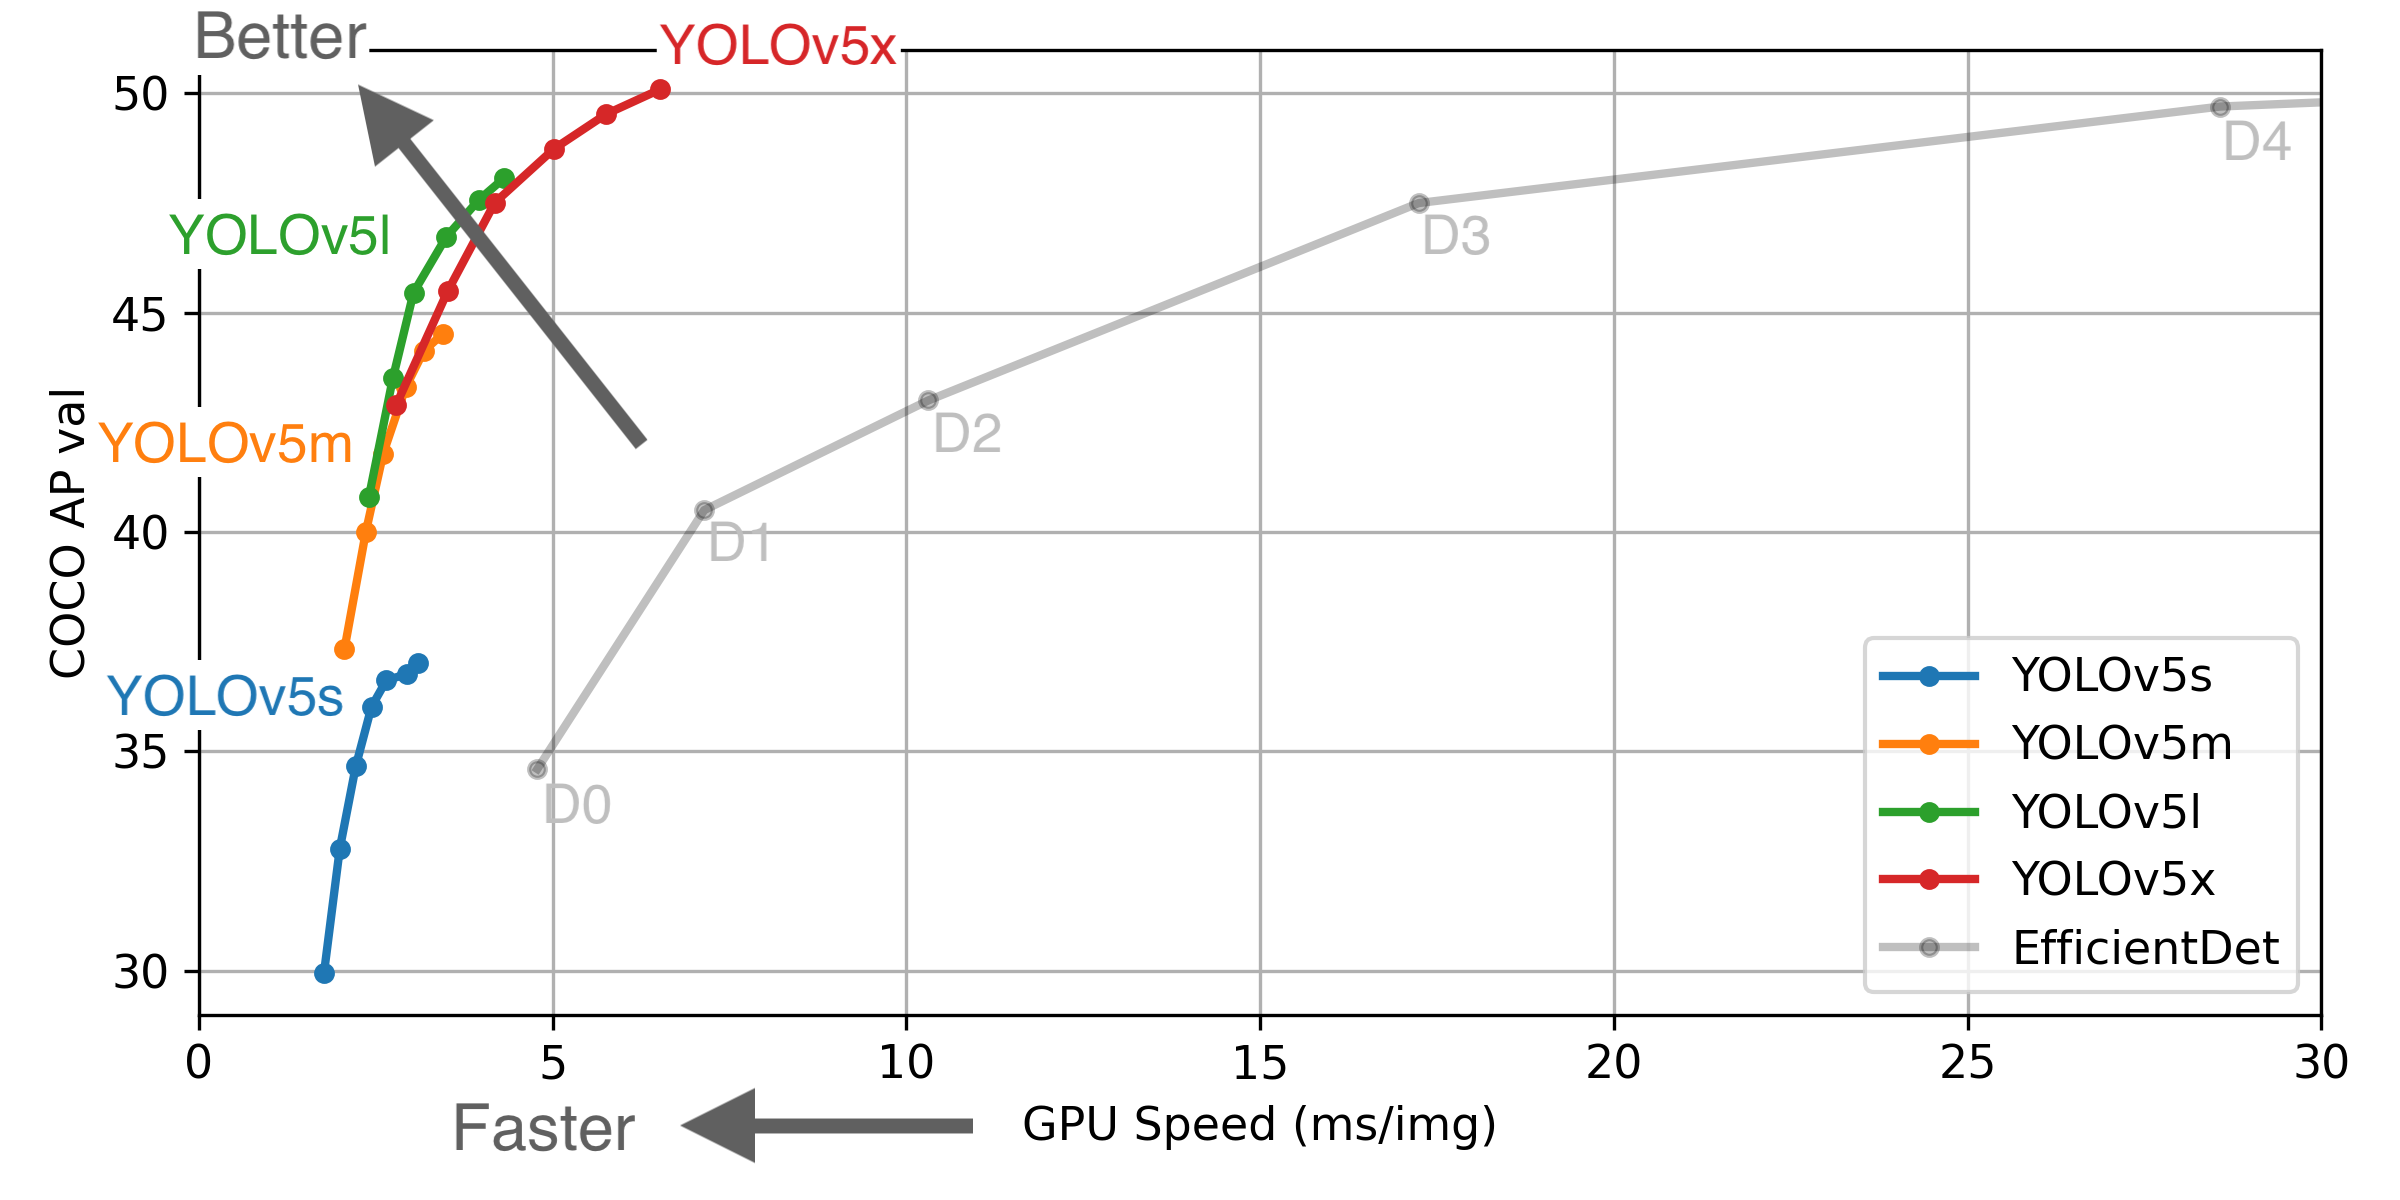 Better
YOLOv5x
50
D4
YOLOv5l
D3
45
COCO AP val
YOLOv5m
D2
40
D1
YOLOv5s
35
D0
30
YOLOv5s
YOLOv5m
YOLOv5l
YOLOv5x
EfficientDet
0 5 10 15 20 25 30
Faster
GPU Speed (ms/img)